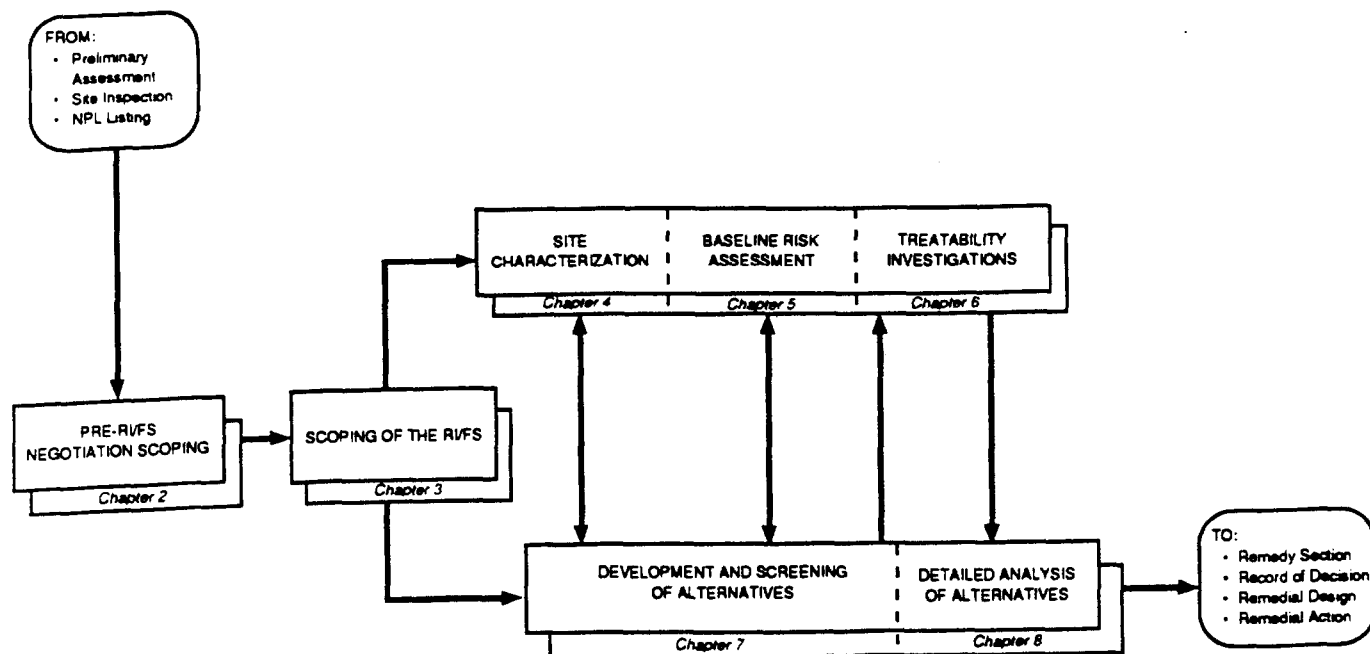 FROM:
• Preliminary
Assessment
• Site Inspection
• NPL Listing
SITE
CHARACTERIZATION
BASELINE RISK
ASSESSMENT
TREATABILITY
INVESTIGATIONS
Chapter 4
Chapter 5
Chapter 6
PRE-RI/FS
NEGOTIATION SCOPING
Chapter 2
SCOPING OF THE RI/FS
Chapter 3
DEVELOPMENT AND SCREENING
OF ALTERNATIVES
DETAILED ANALYSIS
OF ALTERNATIVES
Chapter 7
Chapter 8
TO:
• Remedy Section
• Record of Decision
• Remedial Design
• Remedial Action